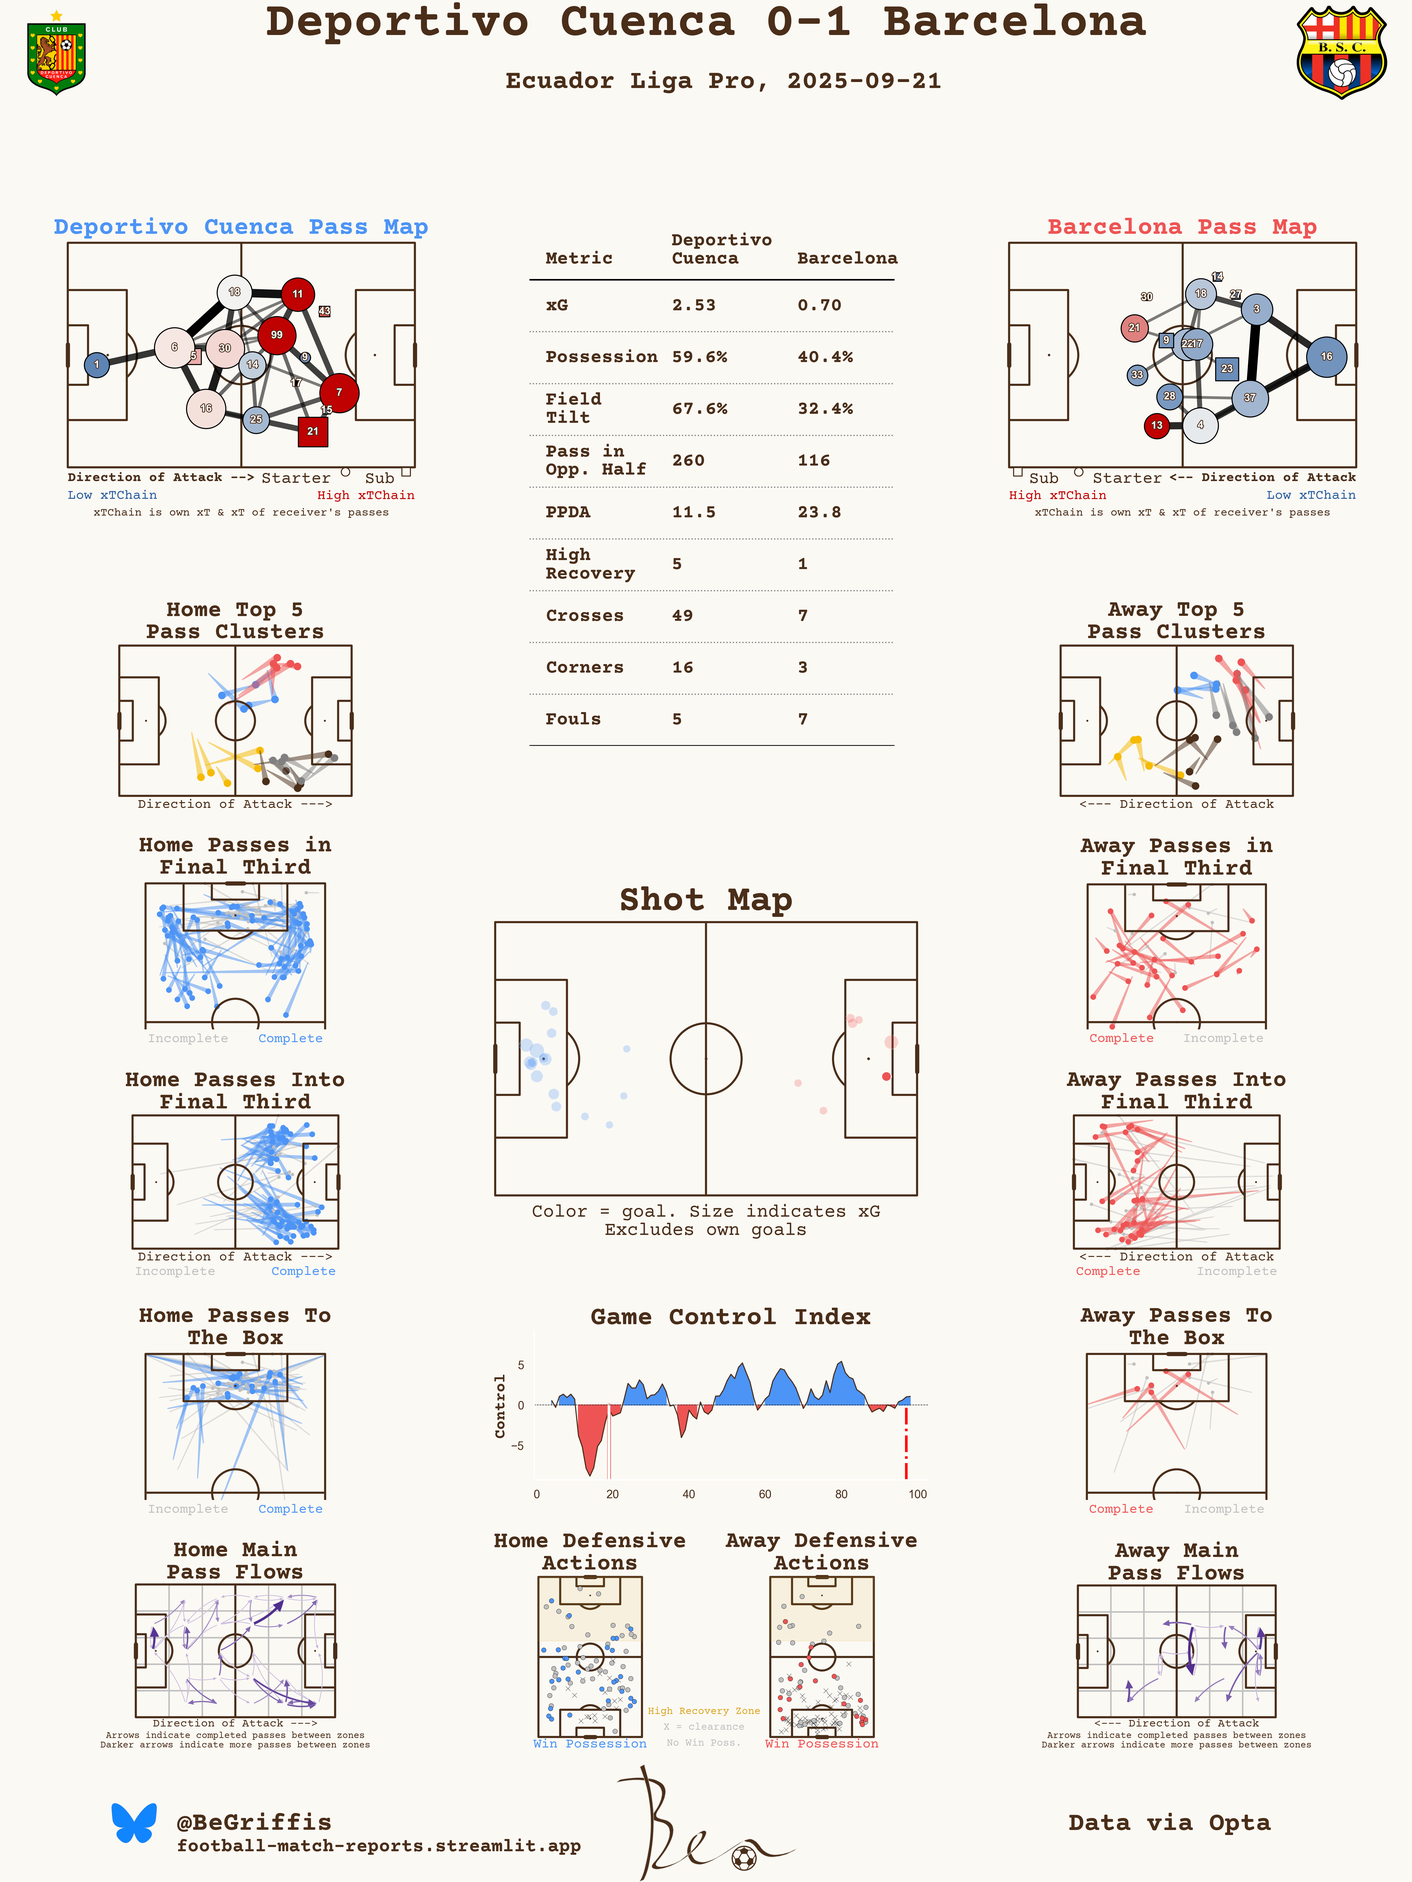 Deportivo Cuenca 0-1 Barcelona
Ecuador Liga Pro, 2025-09-21
CLUB
DEPORTIVO
CUENCA
B. S. C.
Deportivo Cuenca Pass Map
18
11
43
99
6
5
30
1
14
9
17
7
16
15
25
21
Direction of Attack --> Starter Sub
Low xTChain High xTChain
xTChain is own xT & xT of receiver's passes
Metric Deportivo Cuenca Barcelona
xG 2.53 0.70
Possession 59.6% 40.4%
Field Tilt 67.6% 32.4%
Pass in Opp. Half 260 116
PPDA 11.5 23.8
High Recovery 5 1
Crosses 49 7
Corners 16 3
Fouls 5 7
Barcelona Pass Map
14
30
18
27
3
21
9
22
17
16
33
23
28
37
13
4
Sub Starter <-- Direction of Attack
High xTChain Low xTChain
xTChain is own xT & xT of receiver's passes
Home Top 5
Pass Clusters
Direction of Attack --->
Away Top 5
Pass Clusters
<--- Direction of Attack
Home Passes in
Final Third
Incomplete Complete
Away Passes in
Final Third
Complete Incomplete
Shot Map
Color = goal. Size indicates xG
Excludes own goals
Home Passes Into
Final Third
Direction of Attack --->
Incomplete Complete
Away Passes Into
Final Third
<--- Direction of Attack
Complete Incomplete
Home Passes To
The Box
Incomplete Complete
Game Control Index
Control
5
0
−5
0 20 40 60 80 100
Away Passes To
The Box
Complete Incomplete
Home Main
Pass Flows
Direction of Attack --->
Arrows indicate completed passes between zones
Darker arrows indicate more passes between zones
Home Defensive
Actions
Win Possession
High Recovery Zone
X = clearance
No Win Poss.
Away Defensive
Actions
Win Possession
Away Main
Pass Flows
<--- Direction of Attack
Arrows indicate completed passes between zones
Darker arrows indicate more passes between zones
@BeGriffis
football-match-reports.streamlit.app
Ben
Data via Opta